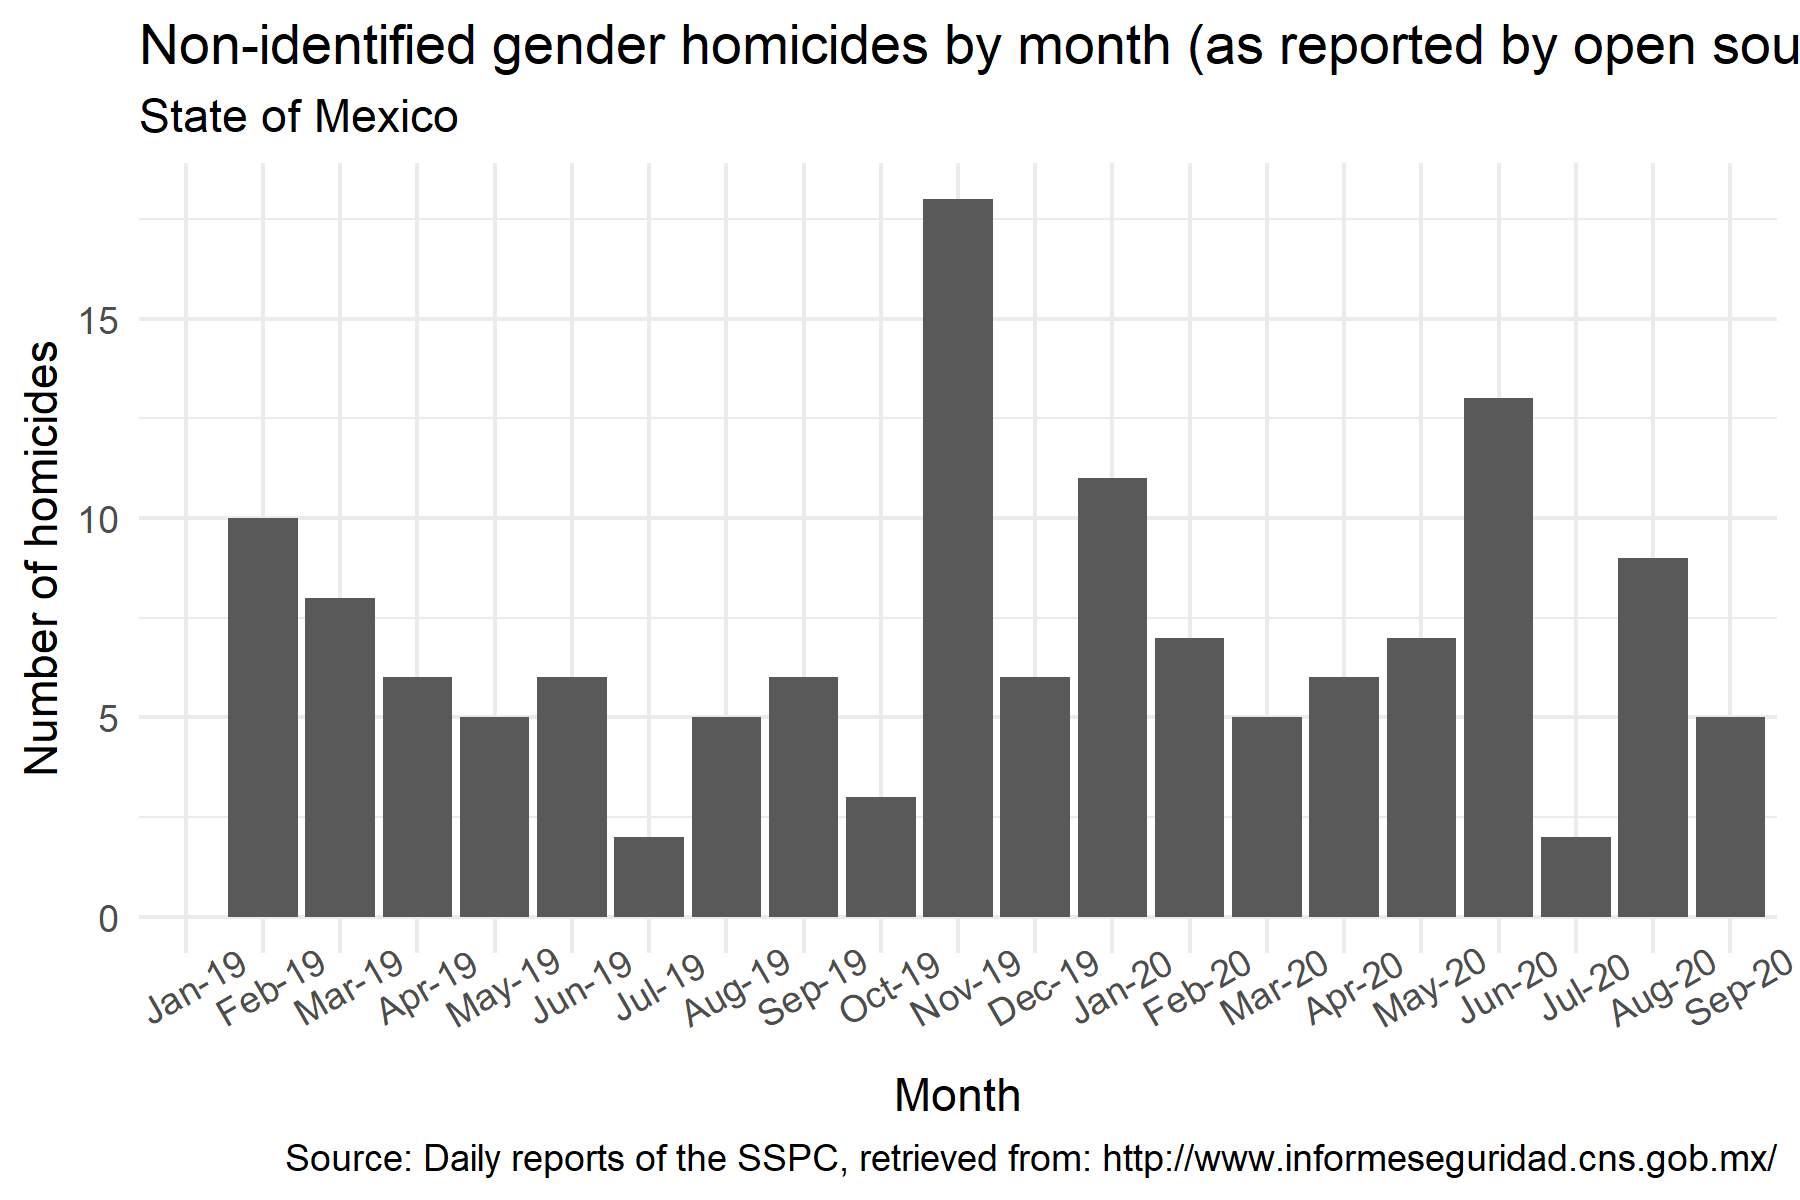 Non-identified gender homicides by month (as reported by open sou
State of Mexico
Number of homicides
15
10
5
0
Jan-19
Feb-19
Mar-19
Apr-19
May-19
Jun-19
Jul-19
Aug-19
Sep-19
Oct-19
Nov-19
Dec-19
Jan-20
Feb-20
Mar-20
Apr-20
May-20
Jun-20
Jul-20
Aug-20
Sep-20
Month
Source: Daily reports of the SSPC, retrieved from: http://www.informeseguridad.cns.gob.mx/